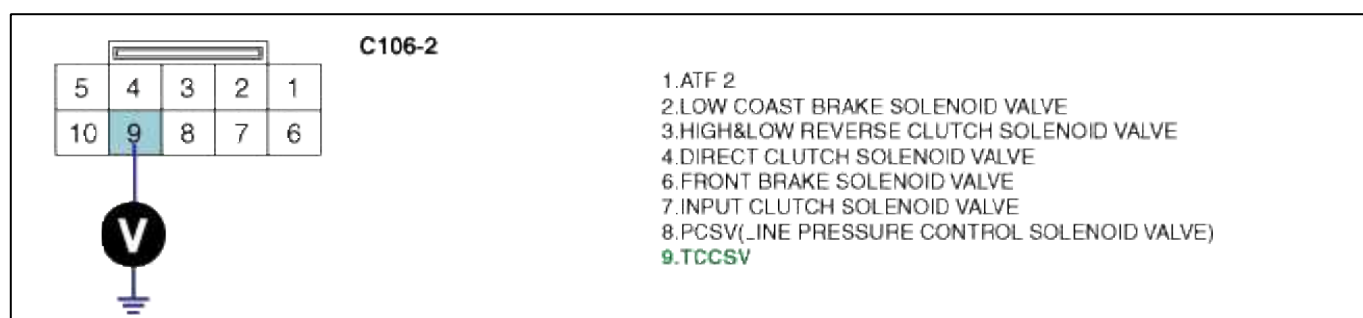 C106-2
5 4 3 2 1
10 9 8 7 6
V
1.ATF 2
2.LOW COAST BRAKE SOLENOID VALVE
3.HIGH&LOW REVERSE CLUTCH SOLENOID VALVE
4.DIRECT CLUTCH SOLENOID VALVE
6.FRONT BRAKE SOLENOID VALVE
7.INPUT CLUTCH SOLENOID VALVE
8.PCSV(_INE PRESSURE CONTROL SOLENOID VALVE)
9.TCCSV